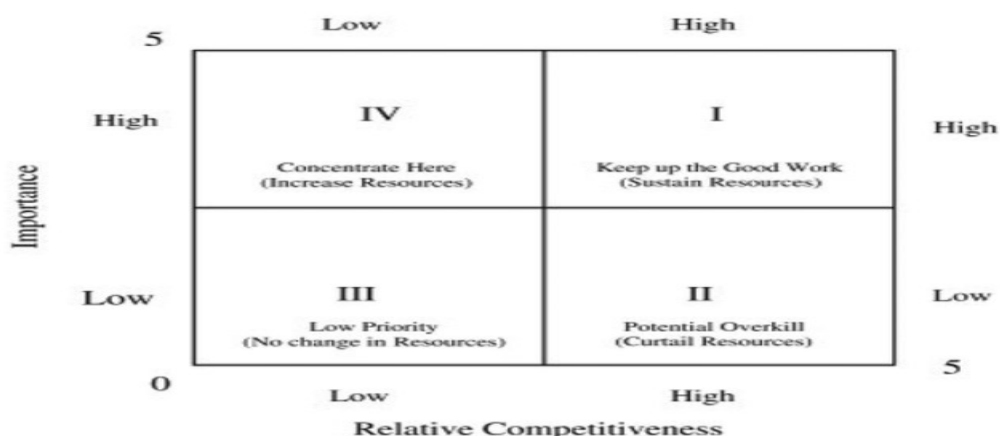 Low High
5
IV I
High High
Concentrate Here Keep up the Good Work
(Increase Resources) (Sustain Resources)
Importance
III II
Low Low
Low Priority Potential Overkill
(No change in Resources) (Curtail Resources)
0 5
Low High
Relative Competitiveness